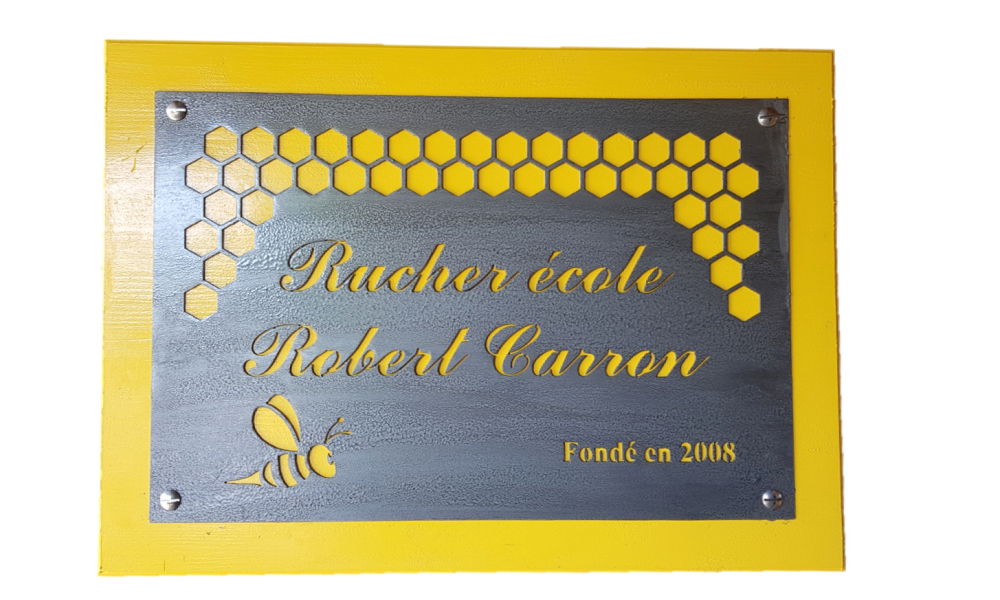 Rucher école
Robert Carron
Fondé en 2008